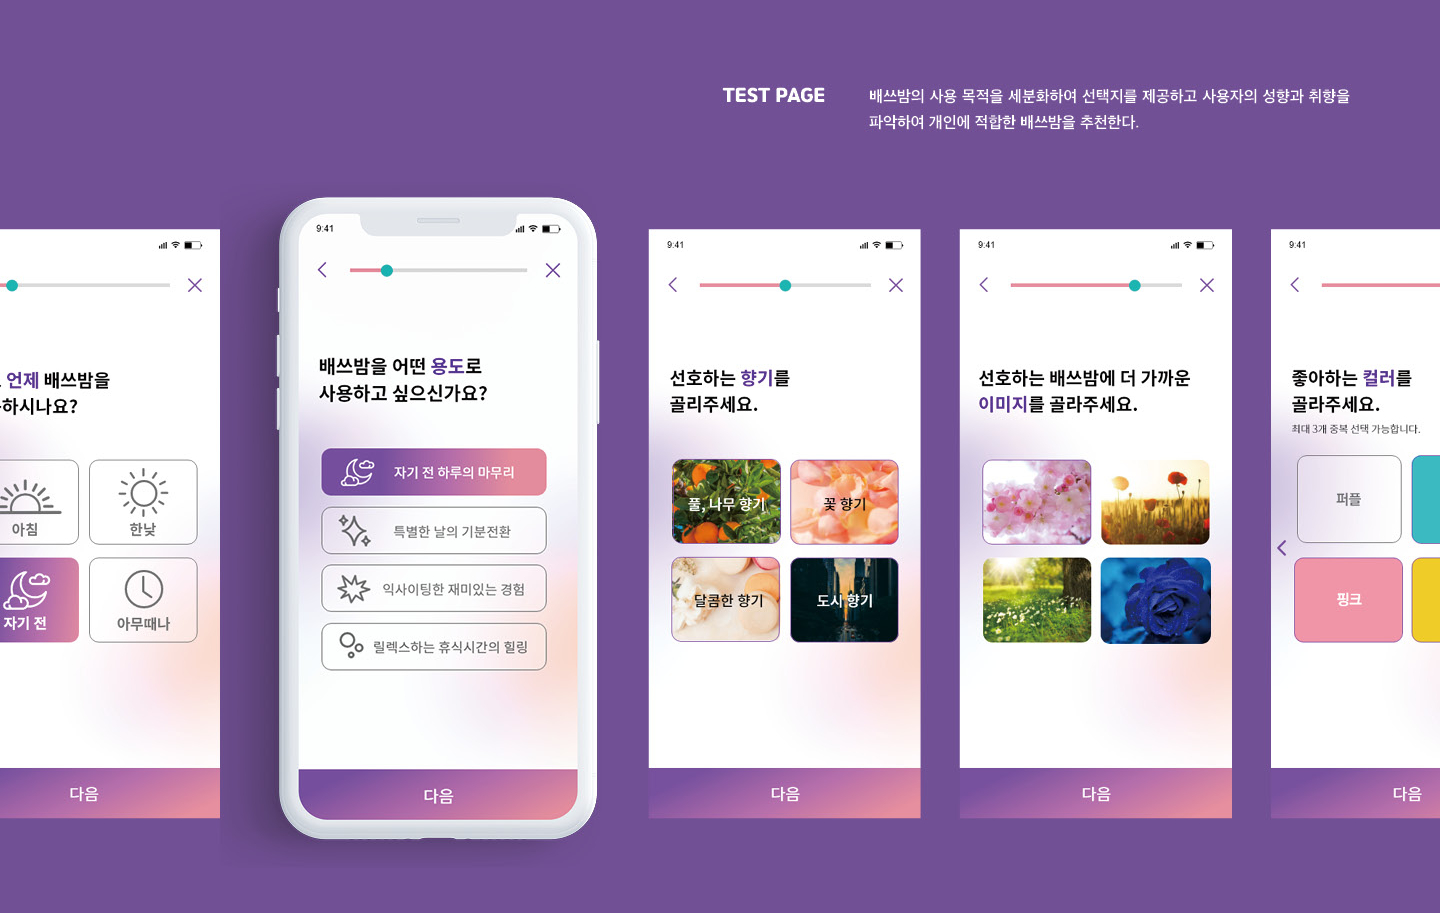 TEST PAGE
배쓰밤의 사용 목적을 세분화하여 선택지를 제공하고 사용자의 성향과 취향을
파악하여 개인에 적합한 배쓰밤을 추천한다.
언제 배쓰밤을
하시나요?
아침
한낮
자기 전
아무때나
다음
9:41
배쓰밤을 어떤 용도로
사용하고 싶으신가요?
자기 전 하루의 마무리
특별한 날의 기분전환
익사이팅한 재미있는 경험
릴렉스하는 휴식시간의 힐링
다음
9:41
선호하는 향기를
골리주세요.
풀, 나무 향기
꽃 향기
달콤한 향기
도시 향기
다음
9:41
선호하는 배쓰밤에 더 가까운
이미지를 골라주세요.
다음
9:41
좋아하는 컬러를
골라주세요.
최대 3개 중복 선택 가능합니다.
퍼플
핑크
다음